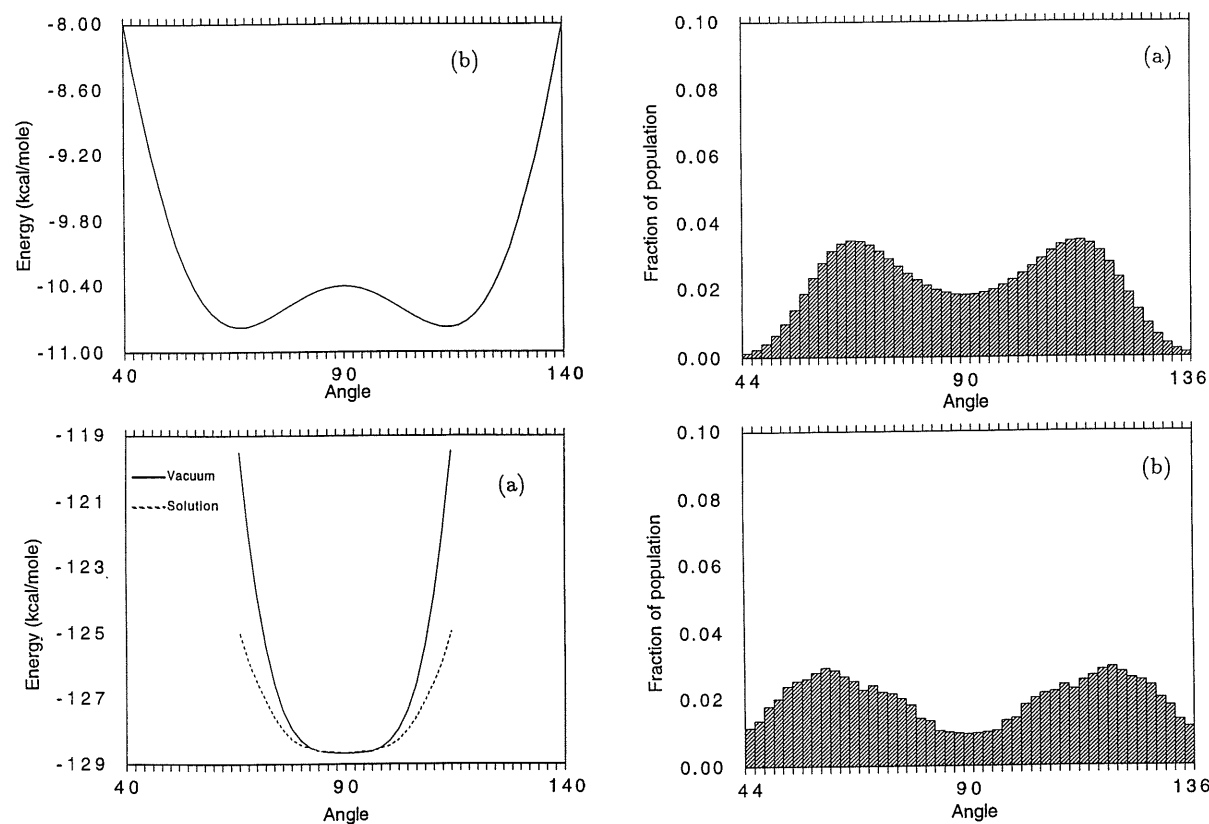 -8.00
-8.60
-9.20
-9.80
-10.40
-11.00
Energy (kcal/mole)
(b)
40
90
140
Angle
0.10
0.08
0.06
0.04
0.02
0.00
Fraction of population
(a)
44
90
136
Angle
-119
-121
-123
-125
-127
-129
Energy (kcal/mole)
Vacuum
Solution
(a)
40
90
140
Angle
0.10
0.08
0.06
0.04
0.02
0.00
Fraction of population
(b)
44
90
136
Angle